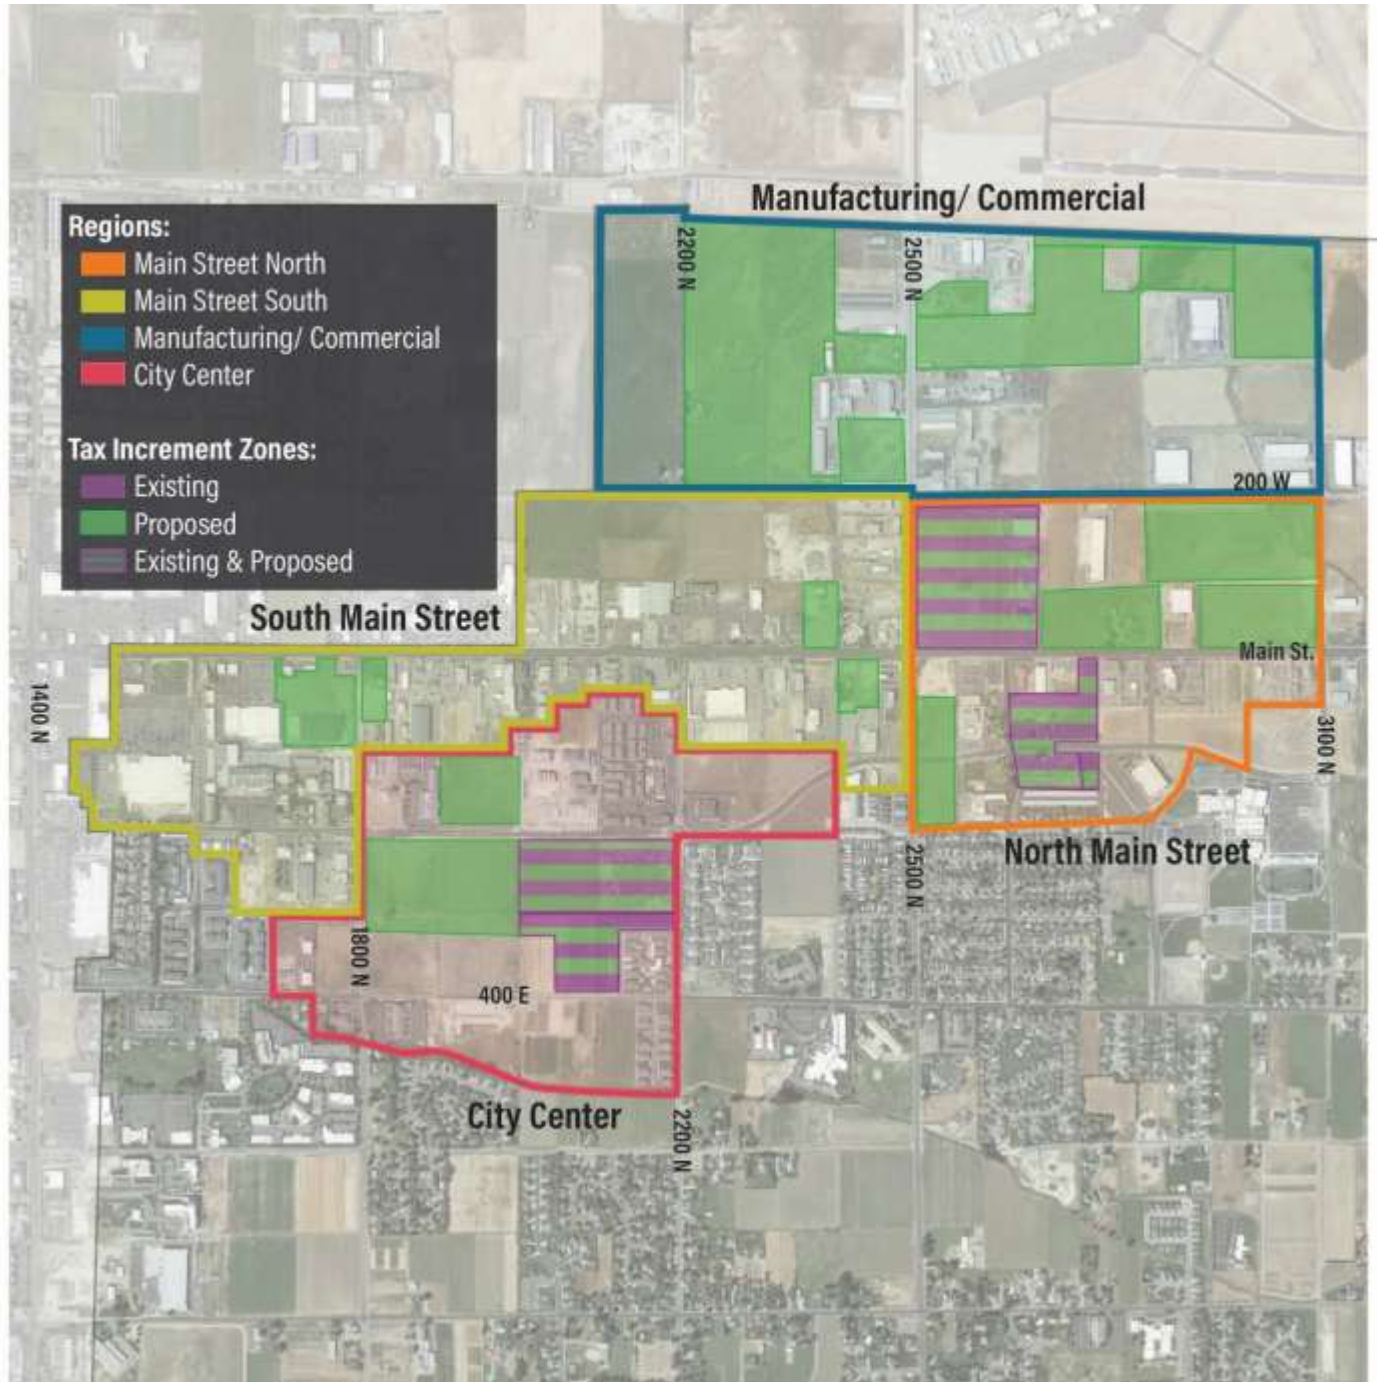 Manufacturing/ Commercial
Regions:
Main Street North
Main Street South
Manufacturing/ Commercial
City Center
Tax Increment Zones:
Existing
Proposed
Existing & Proposed
2200 N
2500 N
200 W
South Main Street
Main St.
1400 N
3100 N
North Main Street
2500 N
1800 N
400 E
City Center
2200 N